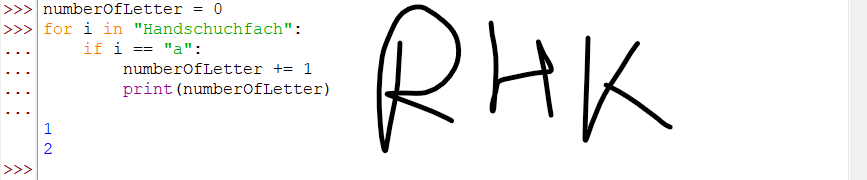 >>> numberOfLetter = 0
>>> for i in "Handschuchfach":
...     if i == "a":
...         numberOfLetter += 1
...         print(numberOfLetter)
...
1
2
>>>
RHK